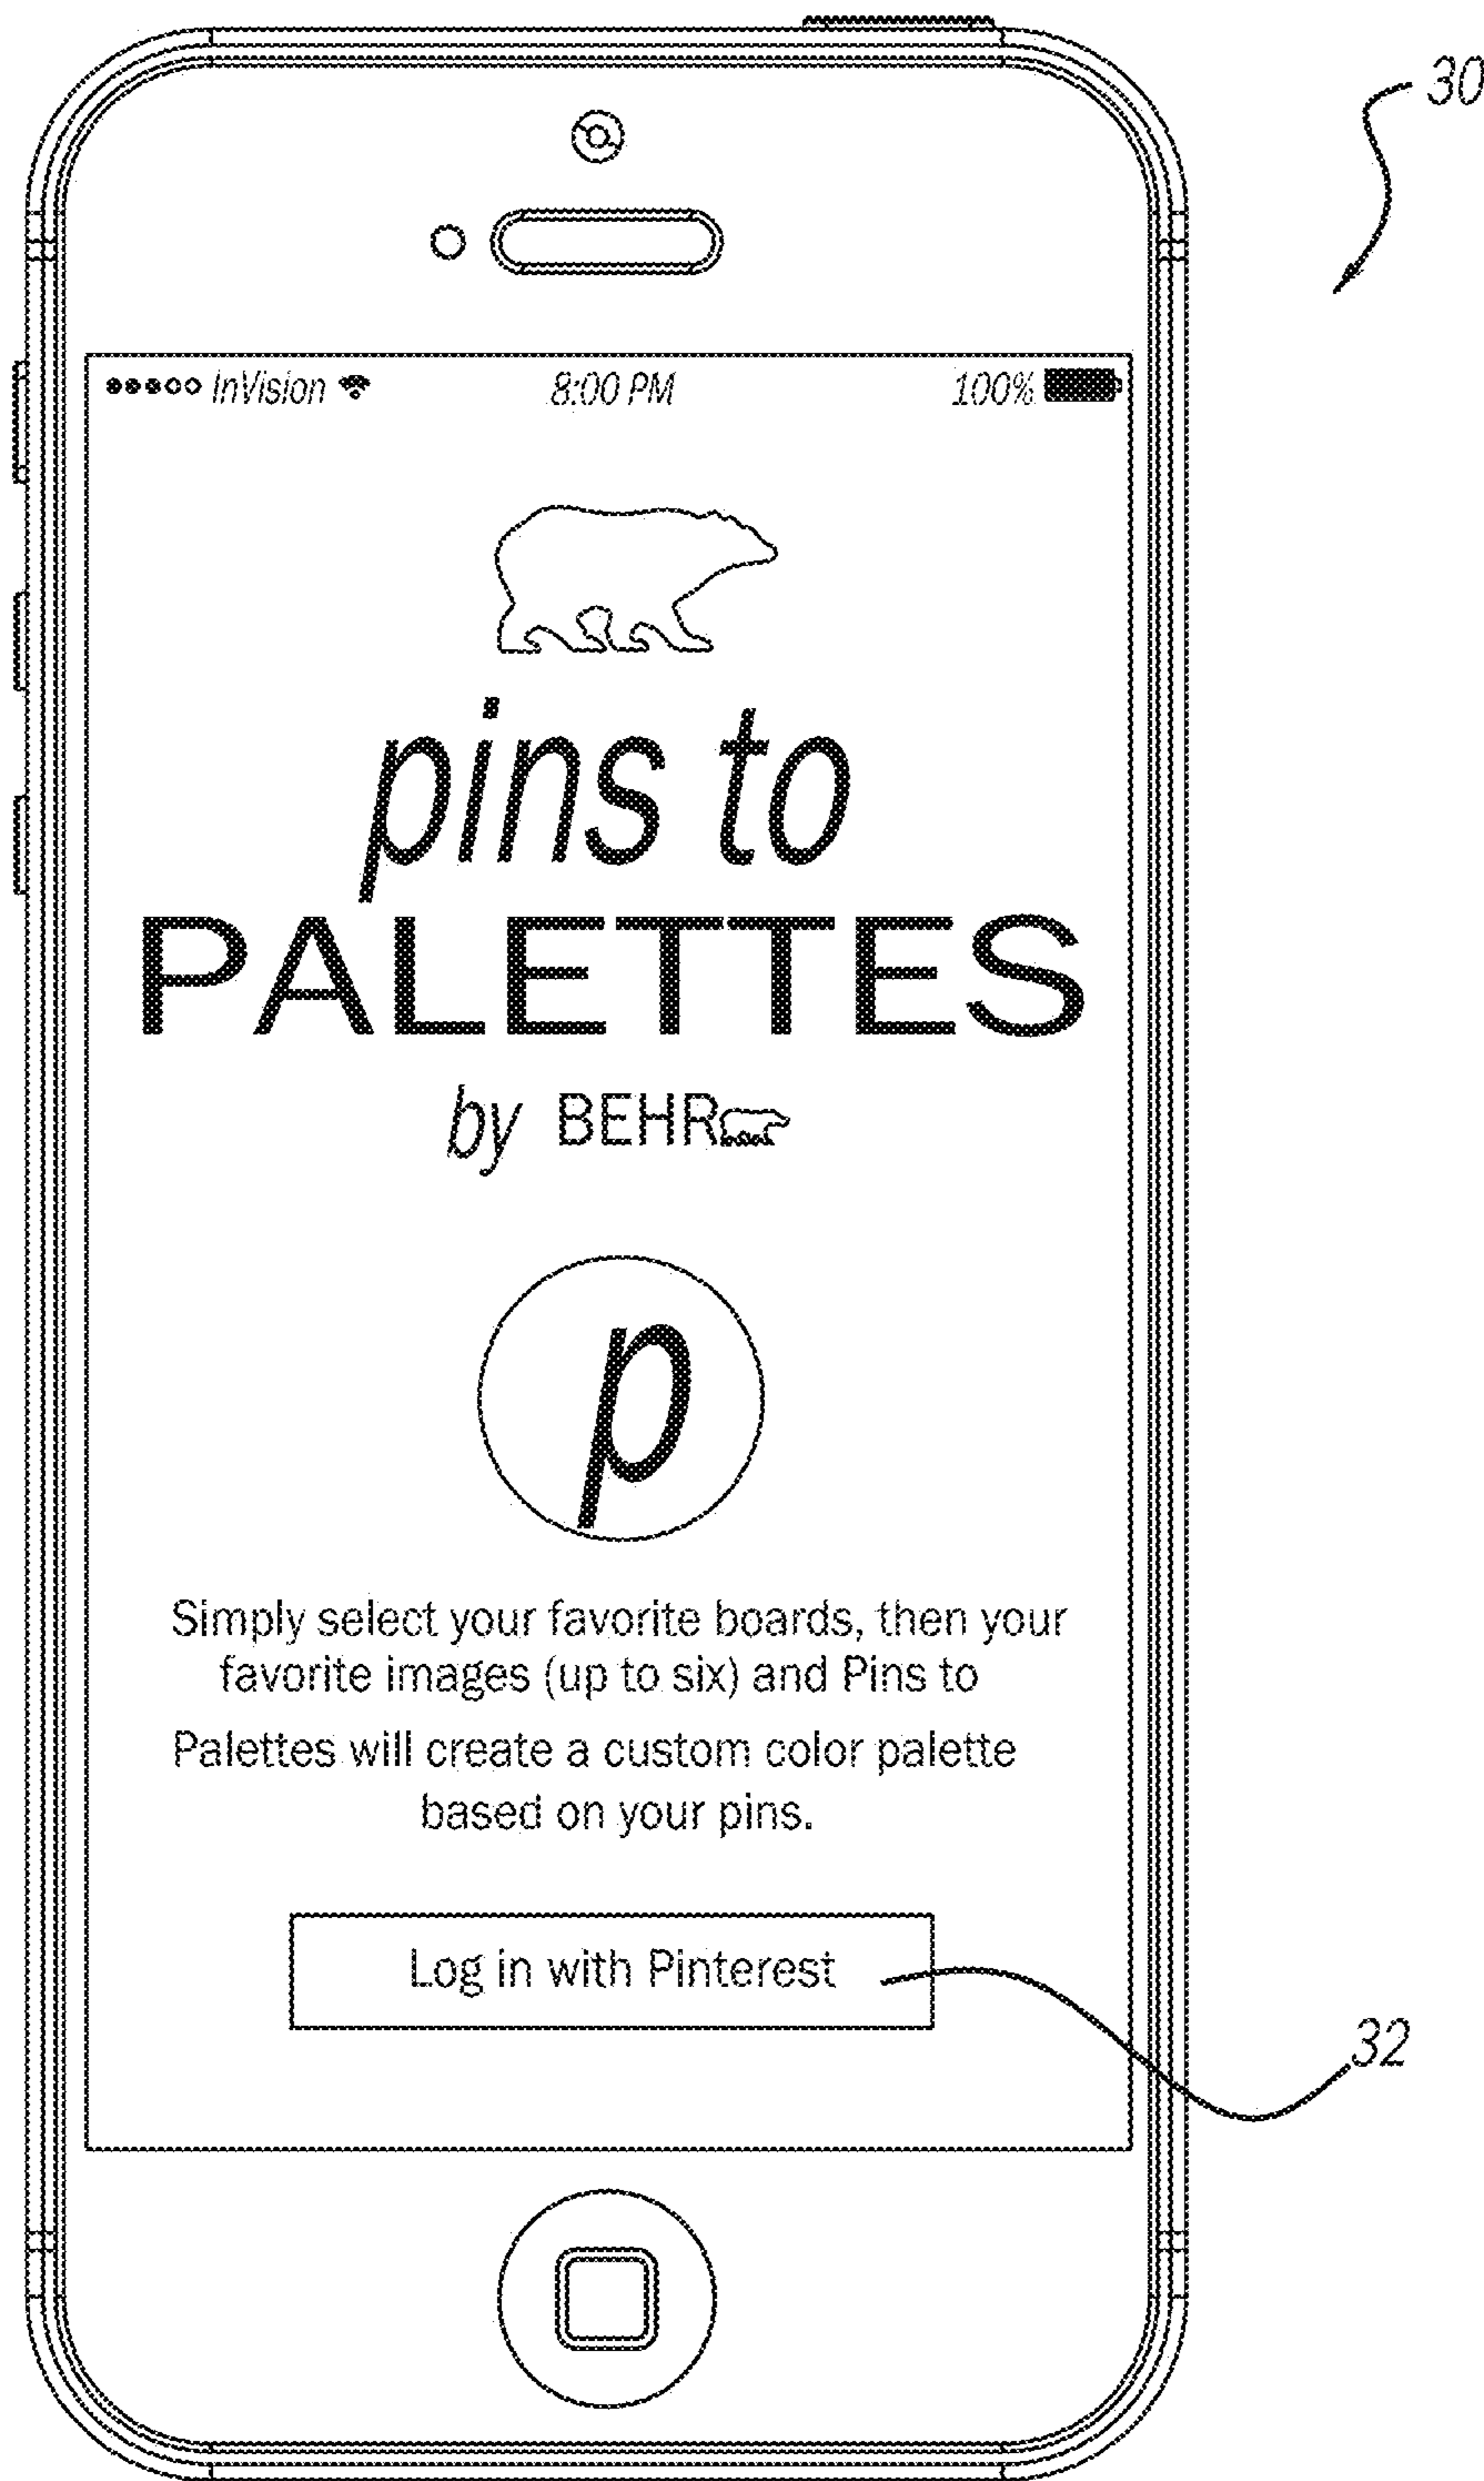 30
InVision 8:00 PM 100%
pins to
PALETTES
by BEHR
p
Simply select your favorite boards, then your
favorite images (up to six) and Pins to
Palettes will create a custom color palette
based on your pins.
Log in with Pinterest
32